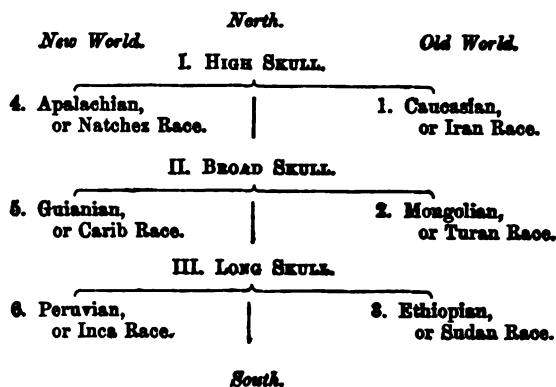 North.
New World. Old World.
I. HIGH SKULL.
4. Apalachian, 1. Caucasian,
or Natchez Race. or Iran Race.
II. BROAD SKULL.
5. Guianian, 2. Mongolian,
or Carib Race. or Turan Race.
III. LONG SKULL.
6. Peruvian, 3. Ethiopian,
or Inca Race. or Sudan Race.
South.